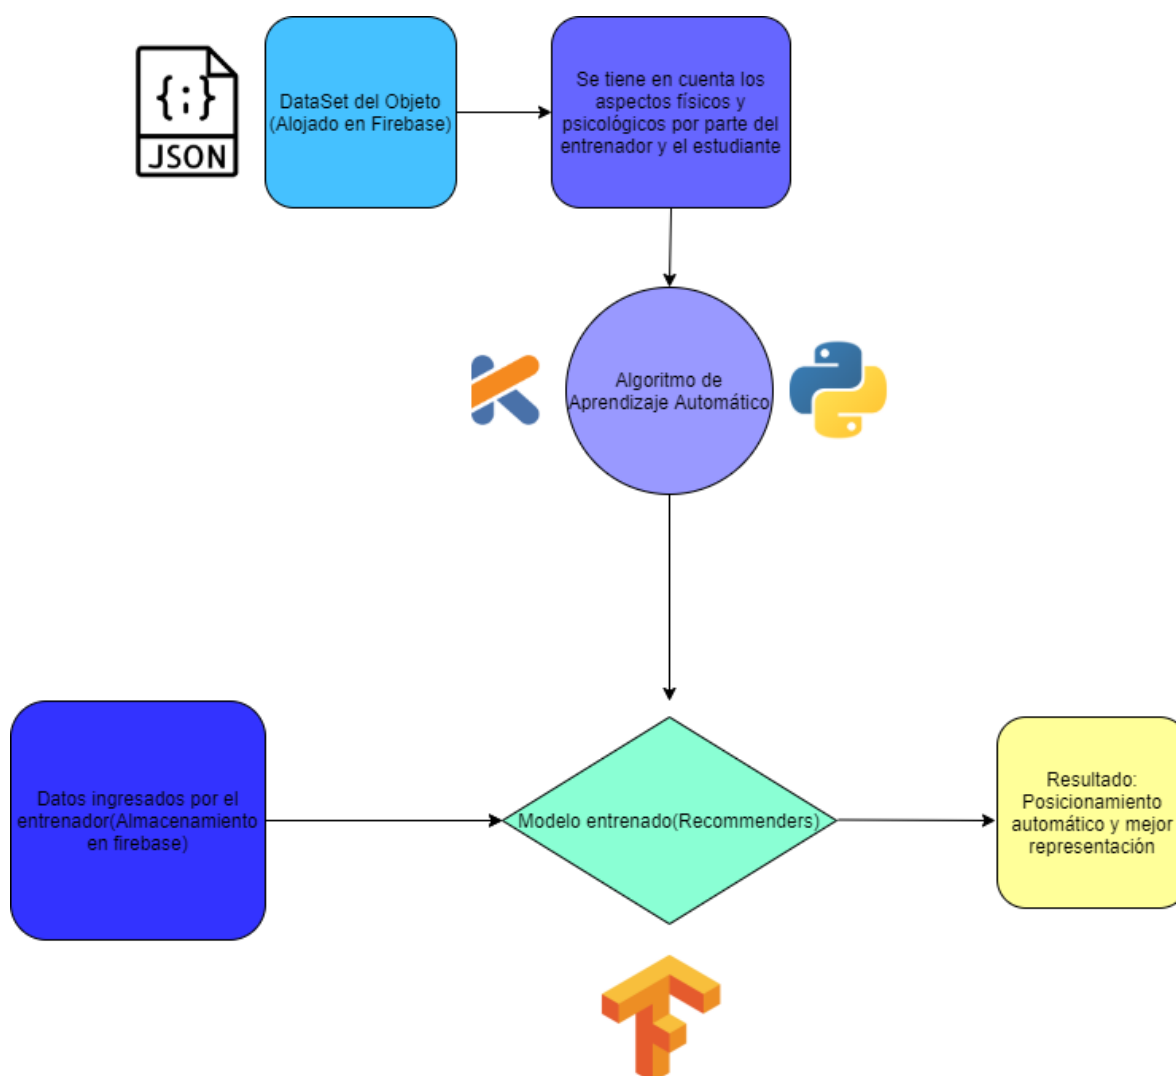 {;}
JSON
DataSet del Objeto
(Alojado en Firebase)
Se tiene en cuenta los
aspectos físicos y
psicológicos por parte del
entrenador y el estudiante
Algoritmo de
Aprendizaje Automático
Datos ingresados por el
entrenador(Almacenamiento
en firebase)
Modelo entrenado(Recommenders)
Resultado:
Posicionamiento
automático y mejor
representación